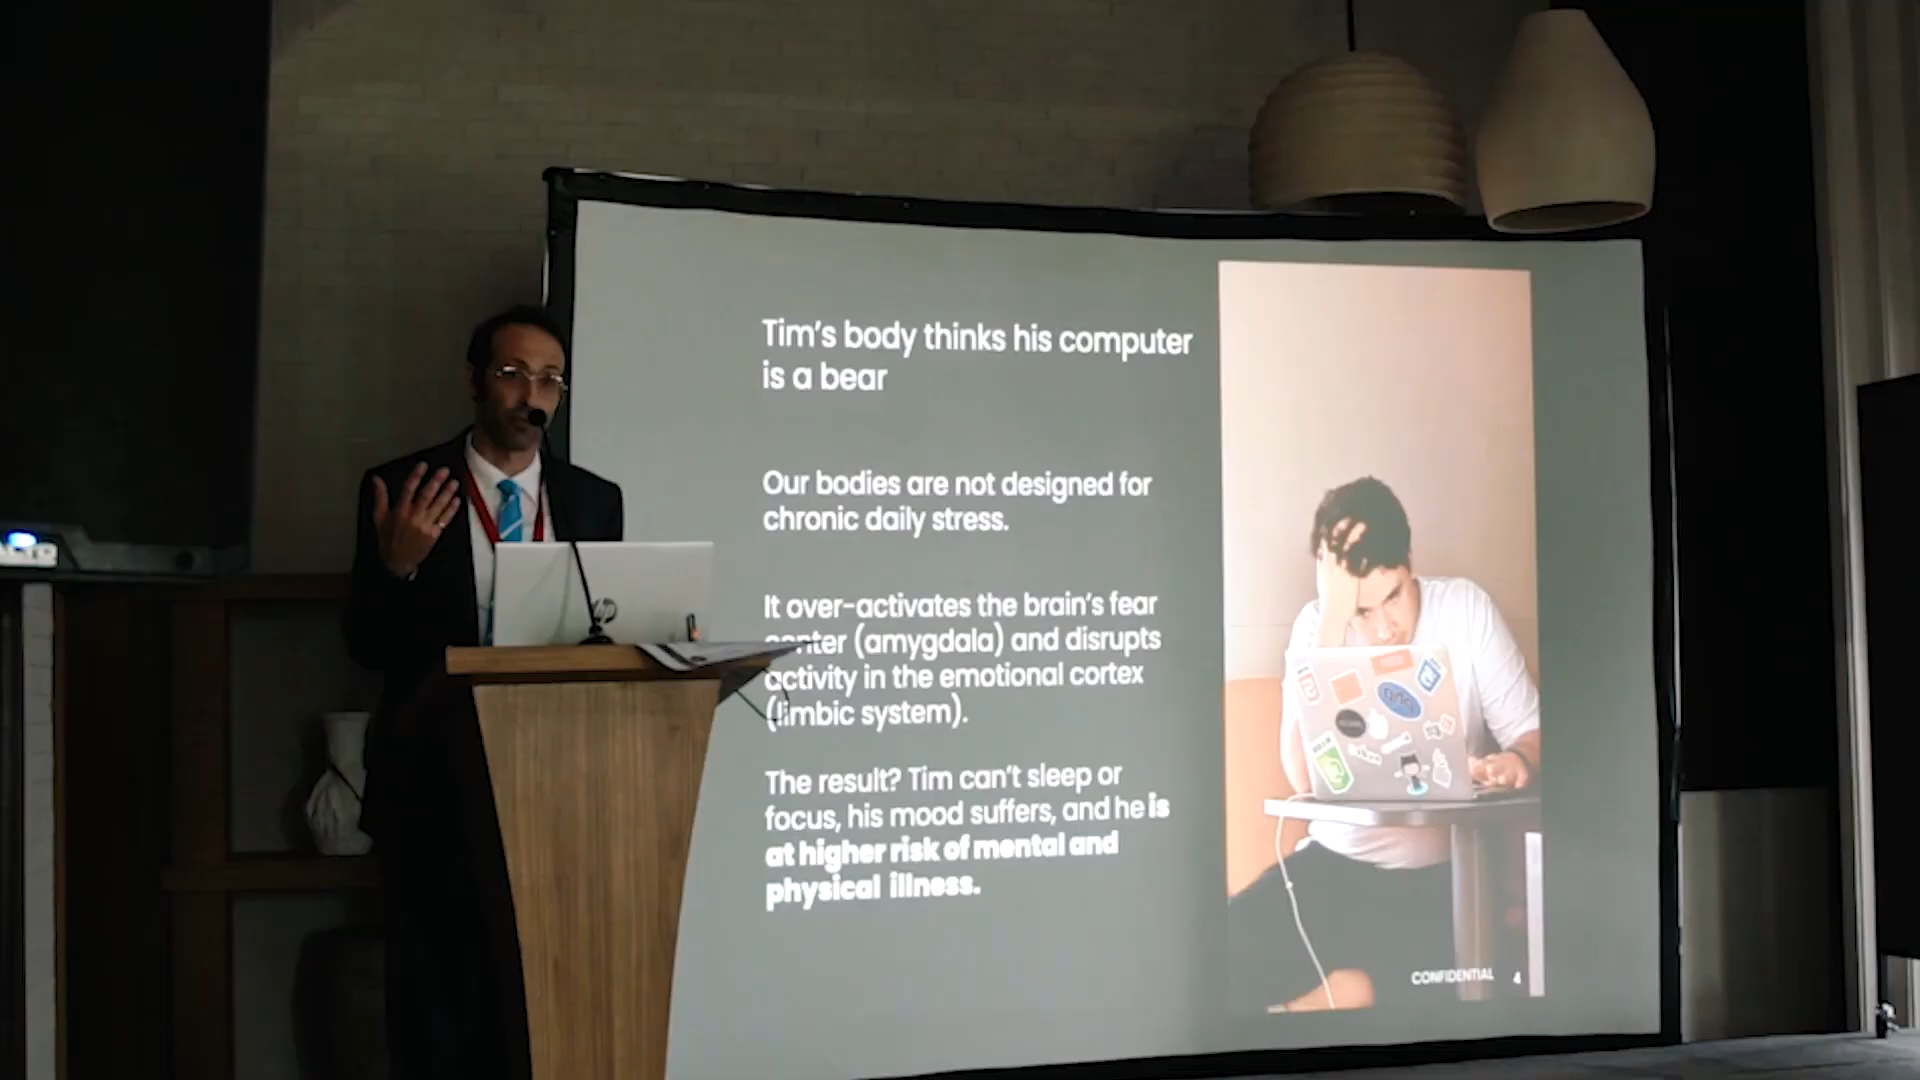 Tim's body thinks his computer
is a bear
Our bodies are not designed for
chronic daily stress.
It over-activates the brain's fear
center (amygdala) and disrupts
activity in the emotional cortex
(limbic system).
The result? Tim can't sleep or
focus, his mood suffers, and he is
at higher risk of mental and
physical illness.
CONFIDENTIAL 4
hp